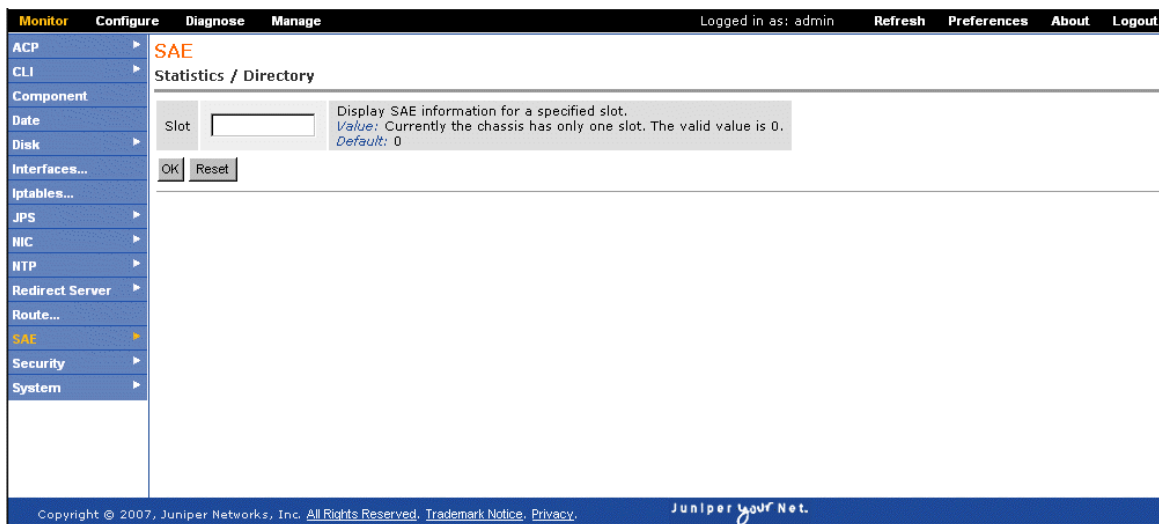 Monitor Configure Diagnose Manage Logged in as: admin Refresh Preferences About Logout
ACP
CLI
Component
Date
Disk
Interfaces...
Iptables...
JPS
NIC
NTP
Redirect Server
Route...
SAE
Security
System
SAE
Statistics / Directory
Slot
Display SAE information for a specified slot.
Value: Currently the chassis has only one slot. The valid value is 0.
Default: 0
OK Reset
Copyright © 2007, Juniper Networks, Inc. All Rights Reserved. Trademark Notice. Privacy.
Juniper your Net.